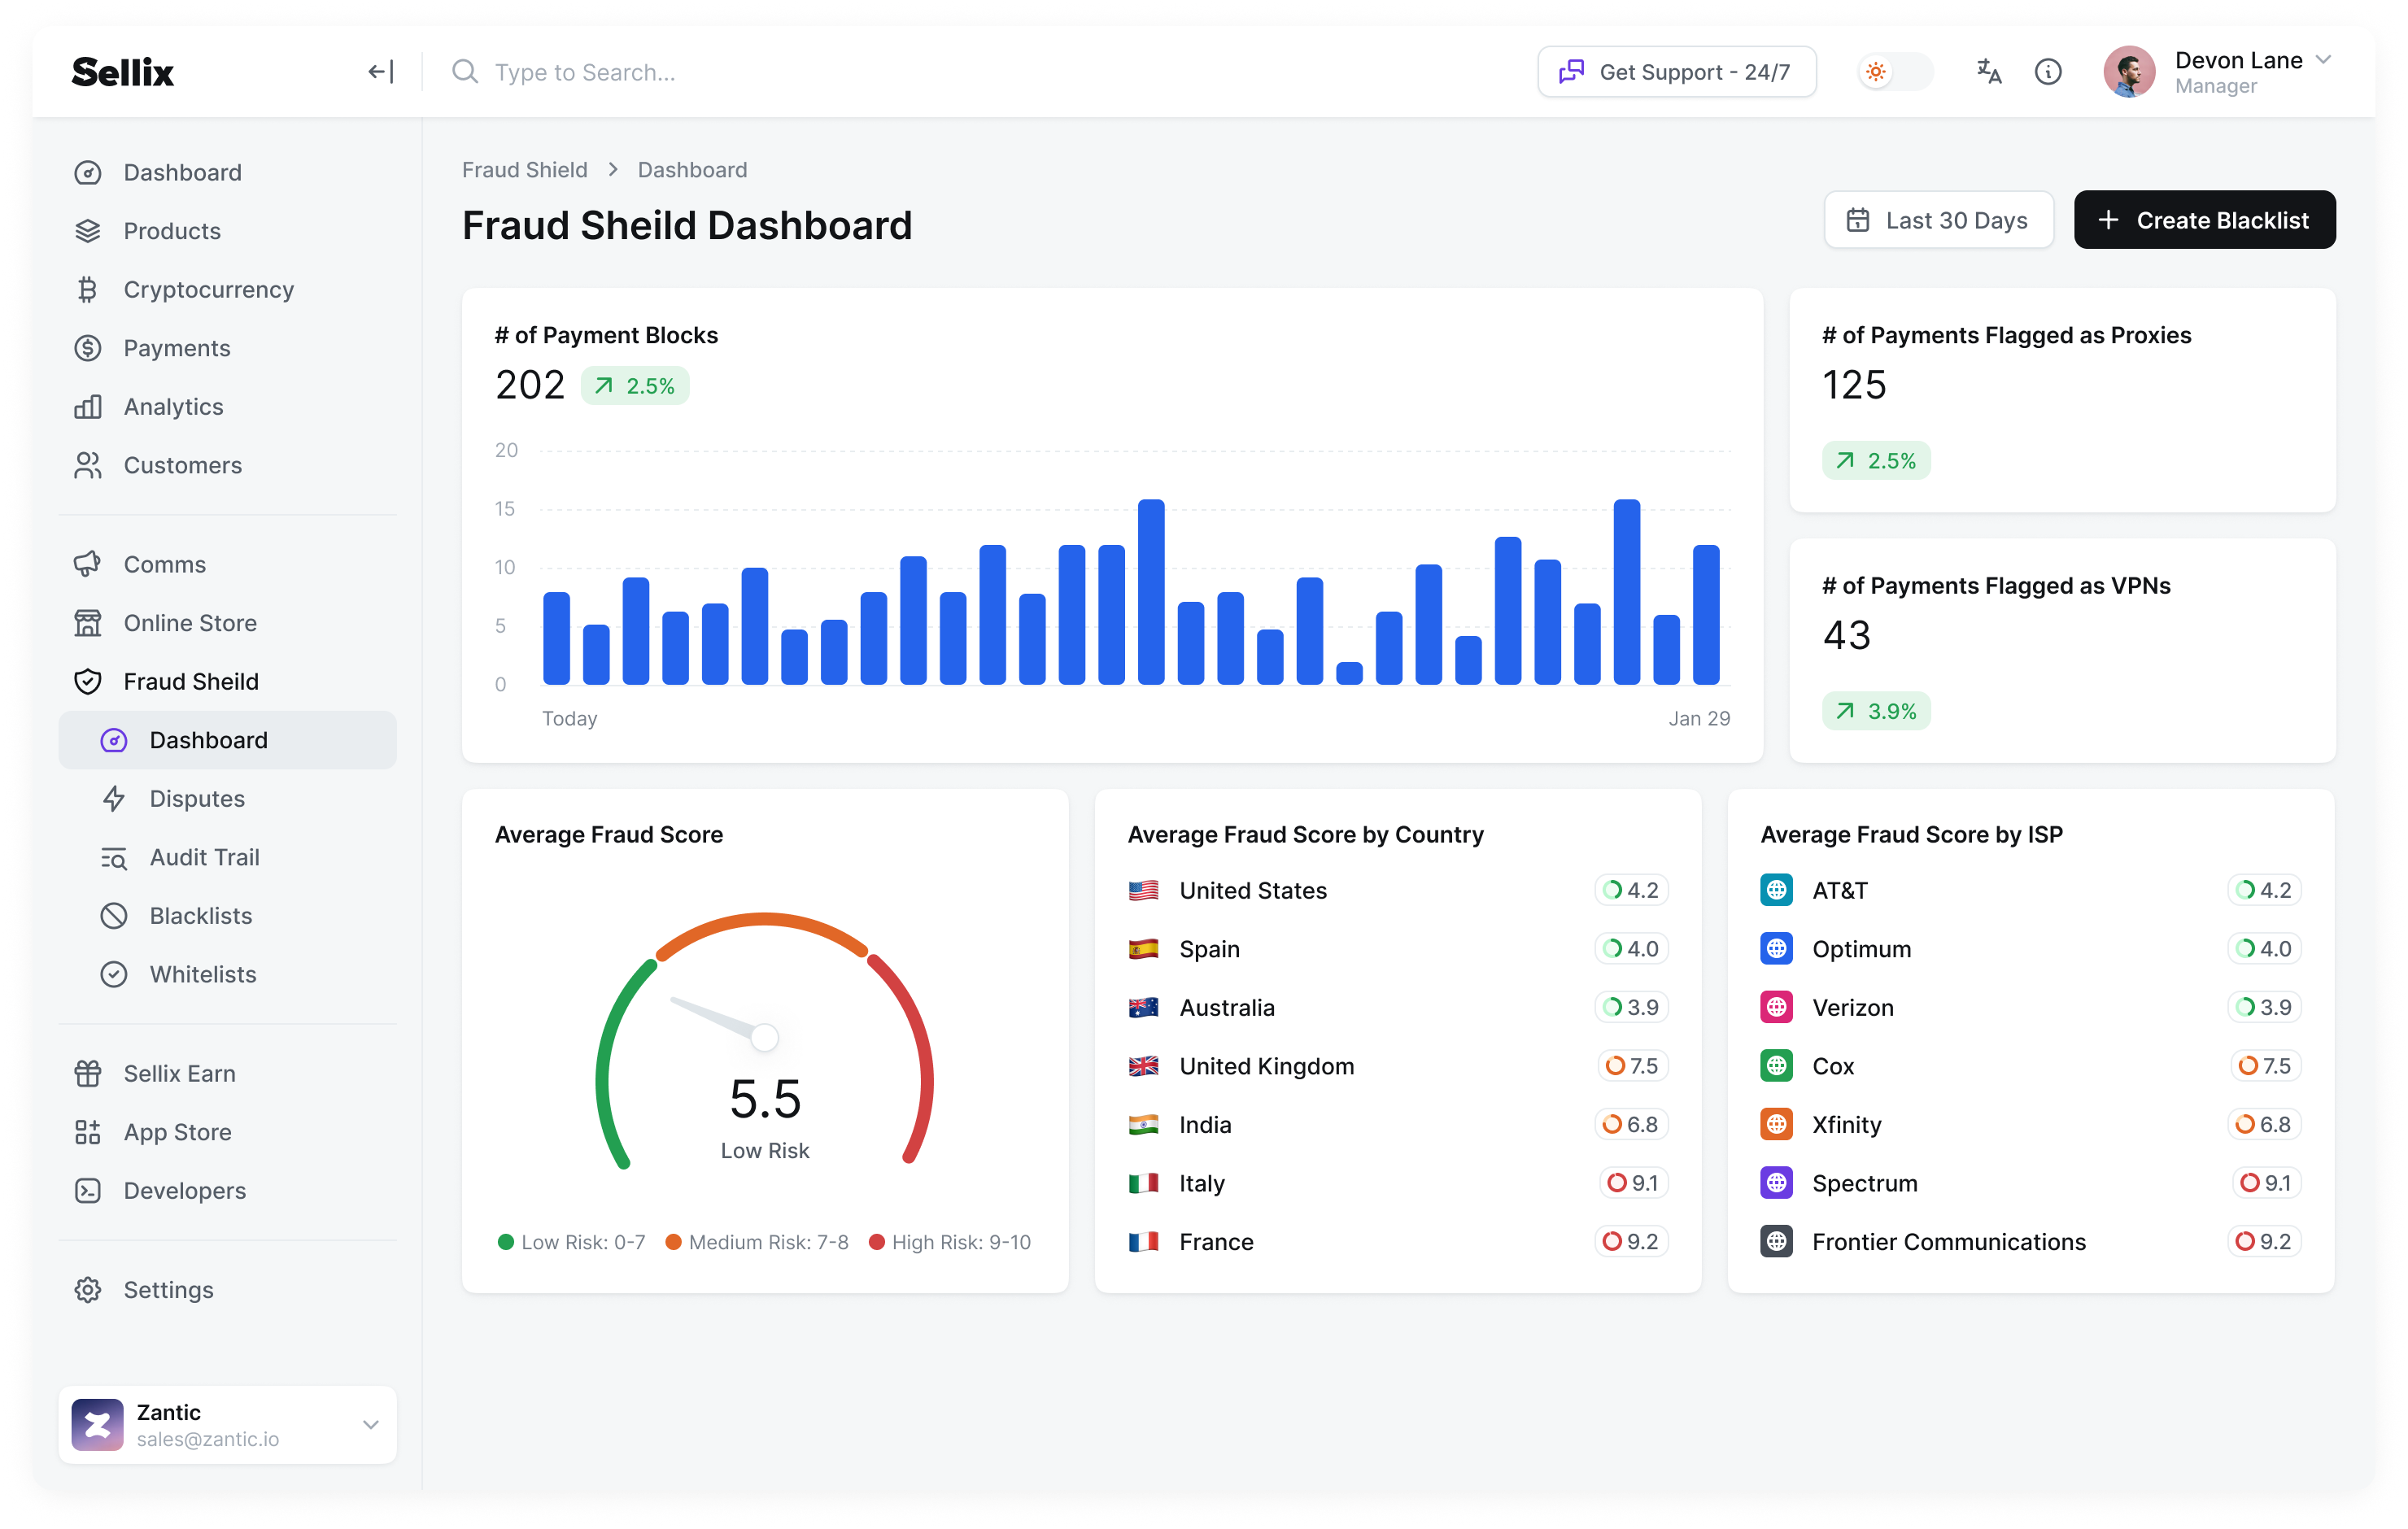 Sellix
Type to Search...
Get Support - 24/7
Devon Lane
Manager
Dashboard
Products
Cryptocurrency
Payments
Analytics
Customers
Comms
Online Store
Fraud Sheild
Dashboard
Disputes
Audit Trail
Blacklists
Whitelists
Sellix Earn
App Store
Developers
Settings
Zantic
sales@zantic.io
Fraud Shield > Dashboard
Fraud Sheild Dashboard
Last 30 Days
+ Create Blacklist
# of Payment Blocks
202 2.5%
20
15
10
5
0
Today Jan 29
# of Payments Flagged as Proxies
125
2.5%
# of Payments Flagged as VPNs
43
3.9%
Average Fraud Score
5.5
Low Risk
Low Risk: 0-7 Medium Risk: 7-8 High Risk: 9-10
Average Fraud Score by Country
United States 4.2
Spain 4.0
Australia 3.9
United Kingdom 7.5
India 6.8
Italy 9.1
France 9.2
Average Fraud Score by ISP
AT&T 4.2
Optimum 4.0
Verizon 3.9
Cox 7.5
Xfinity 6.8
Spectrum 9.1
Frontier Communications 9.2